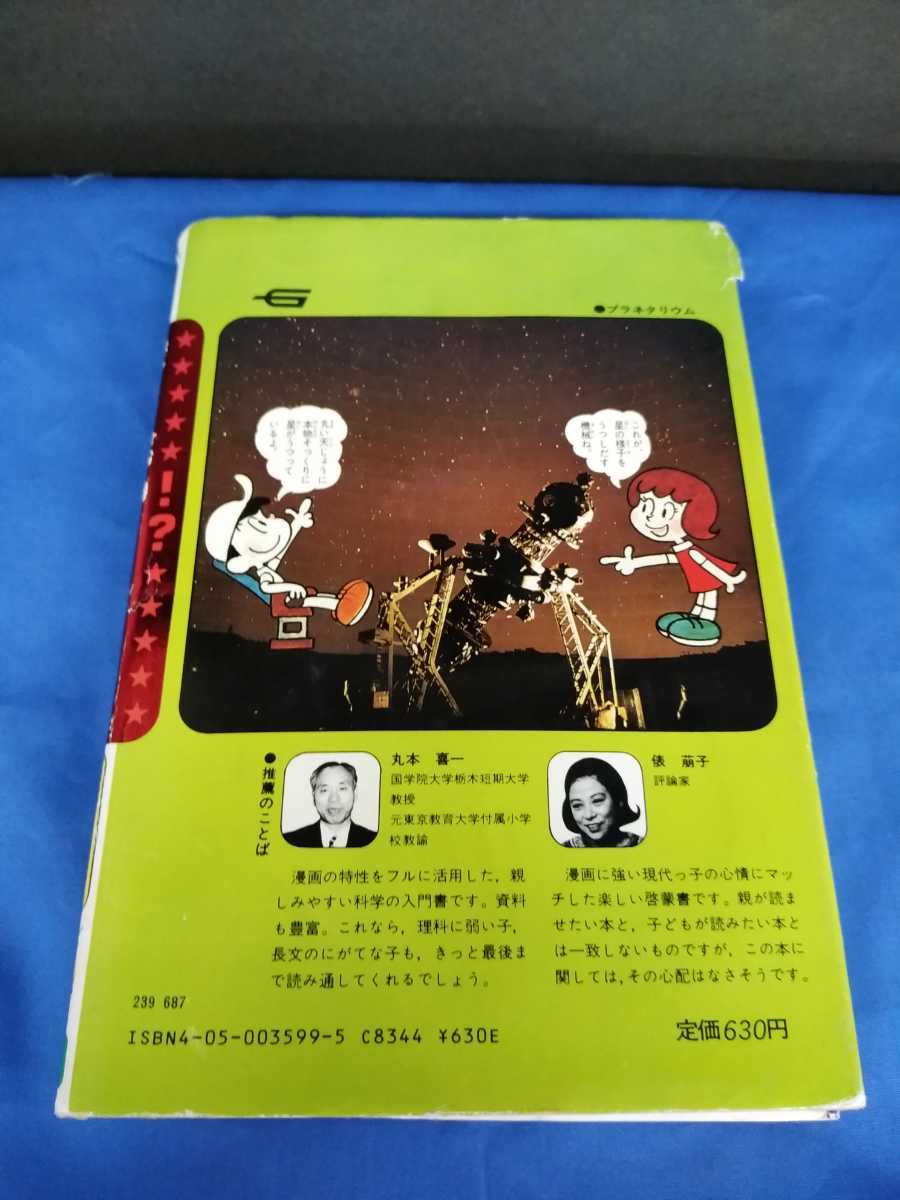 G
●プラネタリウム
これが、
星の様子を
うつしだす
機械ね。
丸い天じょうに
本物そっくりに
星がうつって
いるよ。
!?
●推薦のことば
丸本 喜一
国学院大学栃木短期大学
教授
元東京教育大学付属小学
校教諭
漫画の特性をフルに活用した，親
しみやすい科学の入門書です。資料
も豊富。これなら，理科に弱い子，
長文のにがてな子も，きっと最後ま
で読み通してくれるでしょう。
俵 萠子
評論家
漫画に強い現代っ子の心情にマッ
チした楽しい啓蒙書です。親が読ま
せたい本と，子どもが読みたい本と
は一致しないものですが，この本に
関しては，その心配はなさそうです。
239 687
ISBN4-05-003599-5 C8344 ¥630E
定価630円